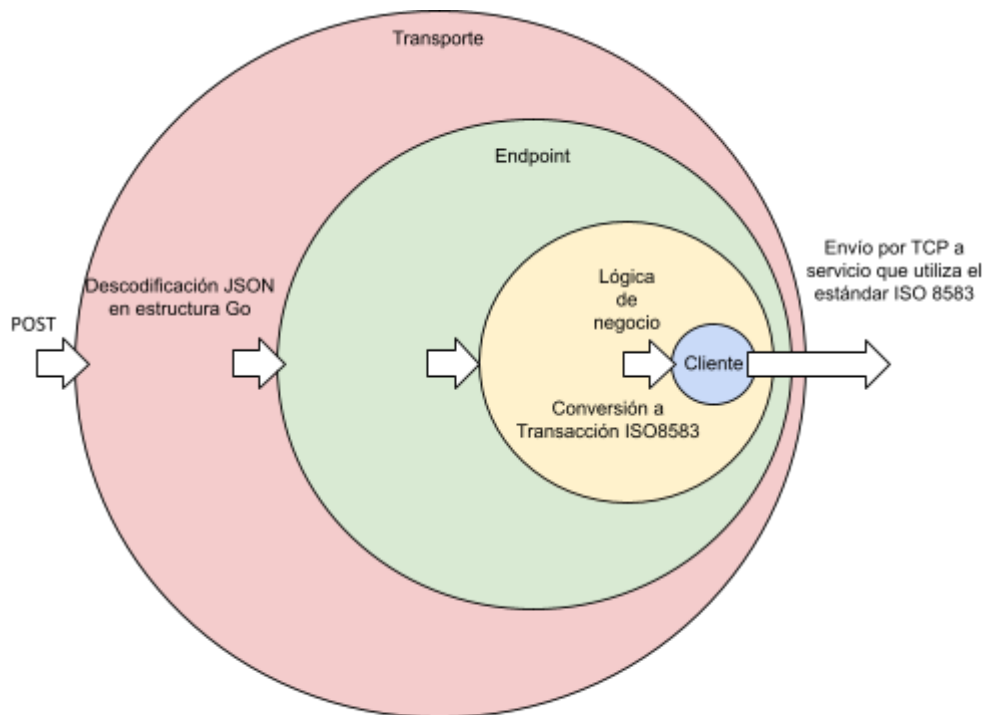 Transporte
Endpoint
Envío por TCP a
servicio que utiliza el
estándar ISO 8583
Descodificación JSON
en estructura Go
POST
Lógica
de
negocio
Cliente
Conversión a
Transacción ISO8583